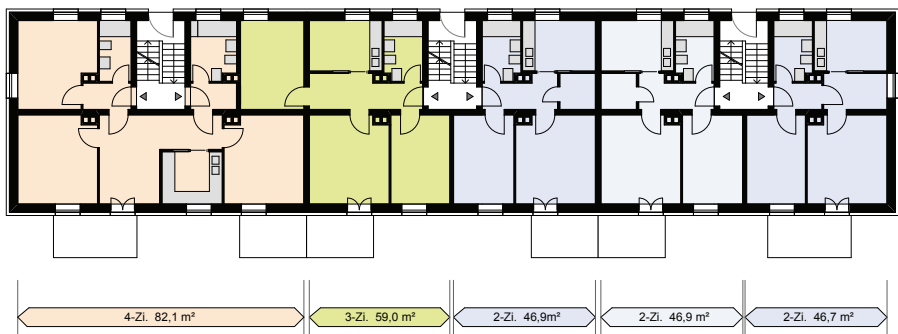 4-Zi. 82,1 m²
3-Zi. 59,0 m²
2-Zi. 46,9m²
2-Zi. 46,9 m²
2-Zi. 46,7 m²